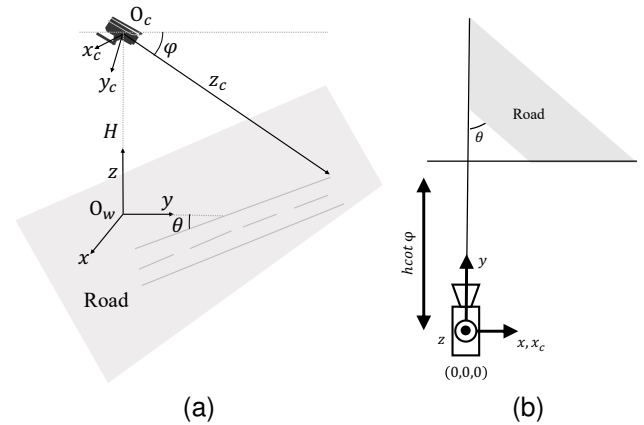 O_c
φ
x_c
y_c
z_c
H
z
O_w
y
θ
x
Road
(a)
Road
θ
hcot φ
y
z
x, x_c
(0,0,0)
(b)